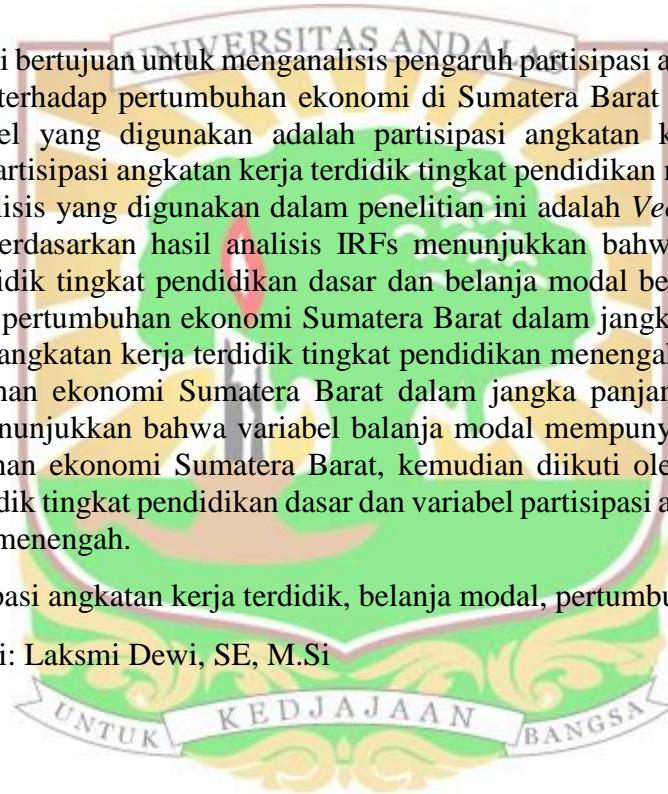 UNIVERSITAS ANDALAS
i bertujuan untuk menganalisis pengaruh partisipasi a
terhadap pertumbuhan ekonomi di Sumatera Barat
el yang digunakan adalah partisipasi angkatan k
artisipasi angkatan kerja terdidik tingkat pendidikan
lisis yang digunakan dalam penelitian ini adalah Vec
erdasarkan hasil analisis IRFs menunjukkan bahw
idik tingkat pendidikan dasar dan belanja modal be
pertumbuhan ekonomi Sumatera Barat dalam jangk
angkatan kerja terdidik tingkat pendidikan menengah
han ekonomi Sumatera Barat dalam jangka panjan
nunjukkan bahwa variabel balanja modal mempuny
han ekonomi Sumatera Barat, kemudian diikuti ole
dik tingkat pendidikan dasar dan variabel partisipasi a
menengah.
pasi angkatan kerja terdidik, belanja modal, pertumbu
i: Laksmi Dewi, SE, M.Si
UNTUK KEDJAJAAN BANGSA